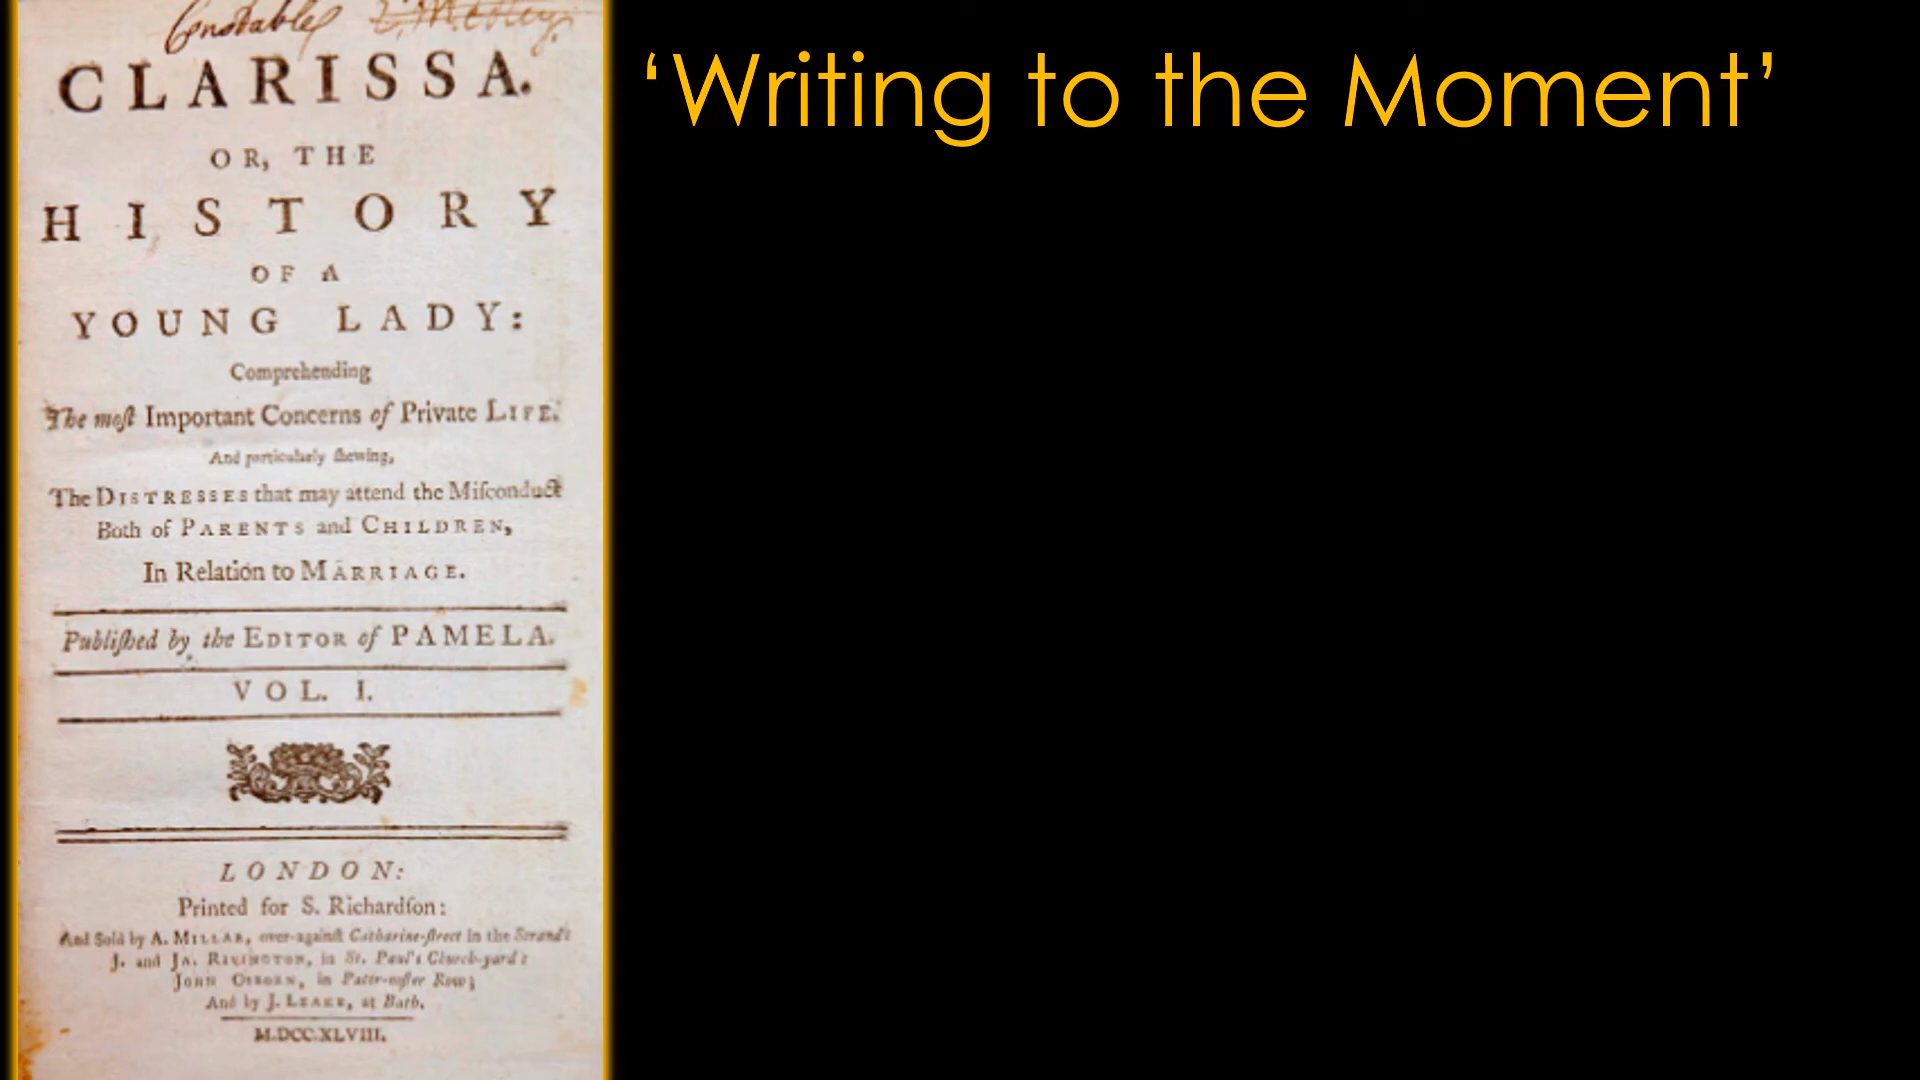 Constable
CLARISSA.
OR, THE
HISTORY
OF A
YOUNG LADY:
Comprehending
The moſt Important Concerns of Private LIFE.
And particularly ſhewing,
The DISTRESSES that may attend the Miſconduct
Both of PARENTS and CHILDREN,
In Relation to MARRIAGE.
Publiſhed by the EDITOR of PAMELA.
VOL. I.
LONDON:
Printed for S. Richardſon:
And Sold by A. MILLAR, over-againſt Catharine-ſtreet in the Strand:
J. and JA. RIVINGTON, in St. Paul's Church-yard:
JOHN OSBORN, in Pater-noſter Row;
And by J. LEAKE, at Bath.
M.DCC.XLVIII.
‘Writing to the Moment’